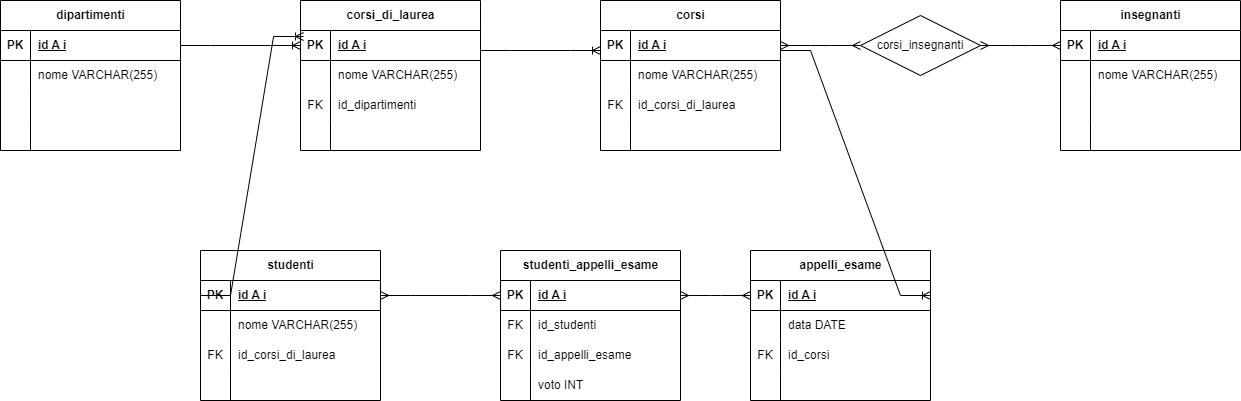 dipartimenti
PK id A i
nome VARCHAR(255)
corsi_di_laurea
PK id A i
nome VARCHAR(255)
FK id_dipartimenti
corsi
PK id A i
nome VARCHAR(255)
FK id_corsi_di_laurea
corsi_insegnanti
insegnanti
PK id A i
nome VARCHAR(255)
studenti
PK id A i
nome VARCHAR(255)
FK id_corsi_di_laurea
studenti_appelli_esame
PK id A i
FK id_studenti
FK id_appelli_esame
voto INT
appelli_esame
PK id A i
data DATE
FK id_corsi